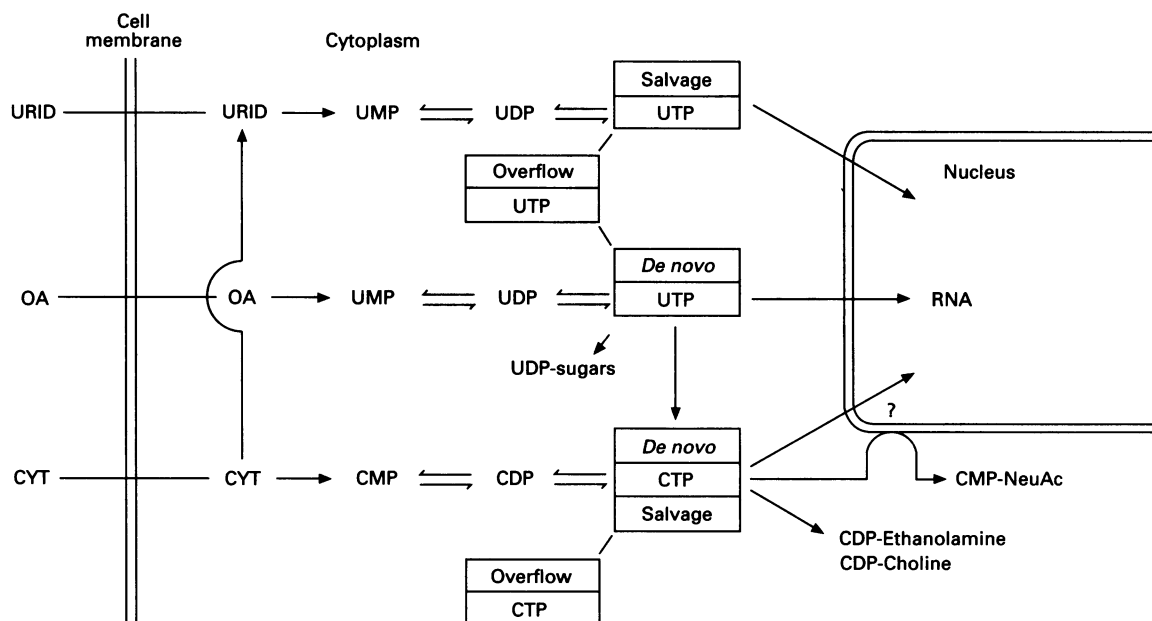 Cell
membrane
Cytoplasm
Salvage
URID
URID
UMP
UDP
UTP
Overflow
UTP
Nucleus
De novo
OA
OA
UMP
UDP
UTP
RNA
UDP-sugars
?
De novo
CYT
CYT
CMP
CDP
CTP
CMP-NeuAc
Salvage
CDP-Ethanolamine
CDP-Choline
Overflow
CTP